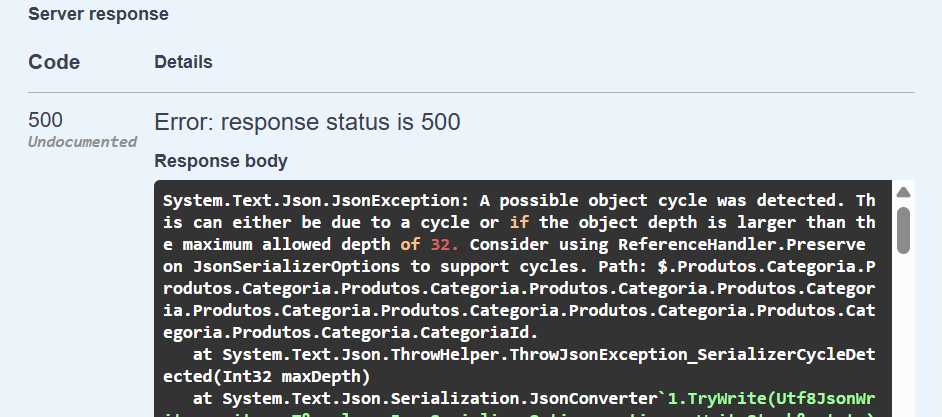 Server response
Code Details
500 Error: response status is 500
Undocumented
Response body
System.Text.Json.JsonException: A possible object cycle was detected. Th
is can either be due to a cycle or if the object depth is larger than th
e maximum allowed depth of 32. Consider using ReferenceHandler.Preserve
on JsonSerializerOptions to support cycles. Path: $.Produtos.Categoria.P
rodutos.Categoria.Produtos.Categoria.Produtos.Categoria.Produtos.Categor
ia.Produtos.Categoria.Produtos.Categoria.Produtos.Categoria.Produtos.Cat
egoria.Produtos.Categoria.CategoriaId.
at System.Text.Json.ThrowHelper.ThrowJsonException_SerializerCycleDet
ected(Int32 maxDepth)
at System.Text.Json.Serialization.JsonConverter`1.TryWrite(Utf8JsonWr